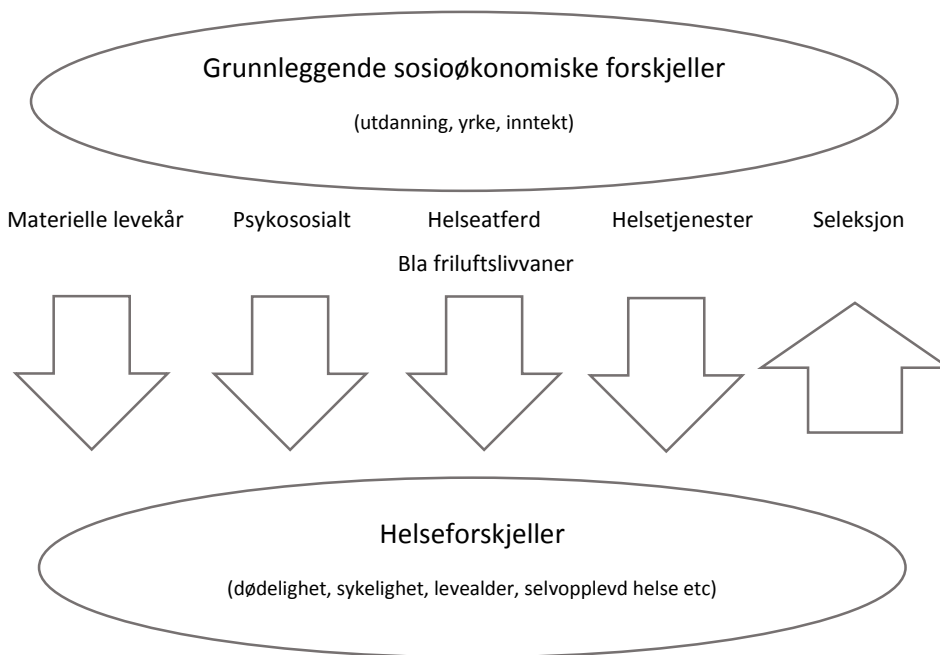 Grunnleggende sosioøkonomiske forskjeller
(utdanning, yrke, inntekt)
Materielle levekår Psykososialt Helseatferd Helsetjenester Seleksjon
Bla friluftslivvaner
Helseforskjeller
(dødelighet, sykelighet, levealder, selvopplevd helse etc)